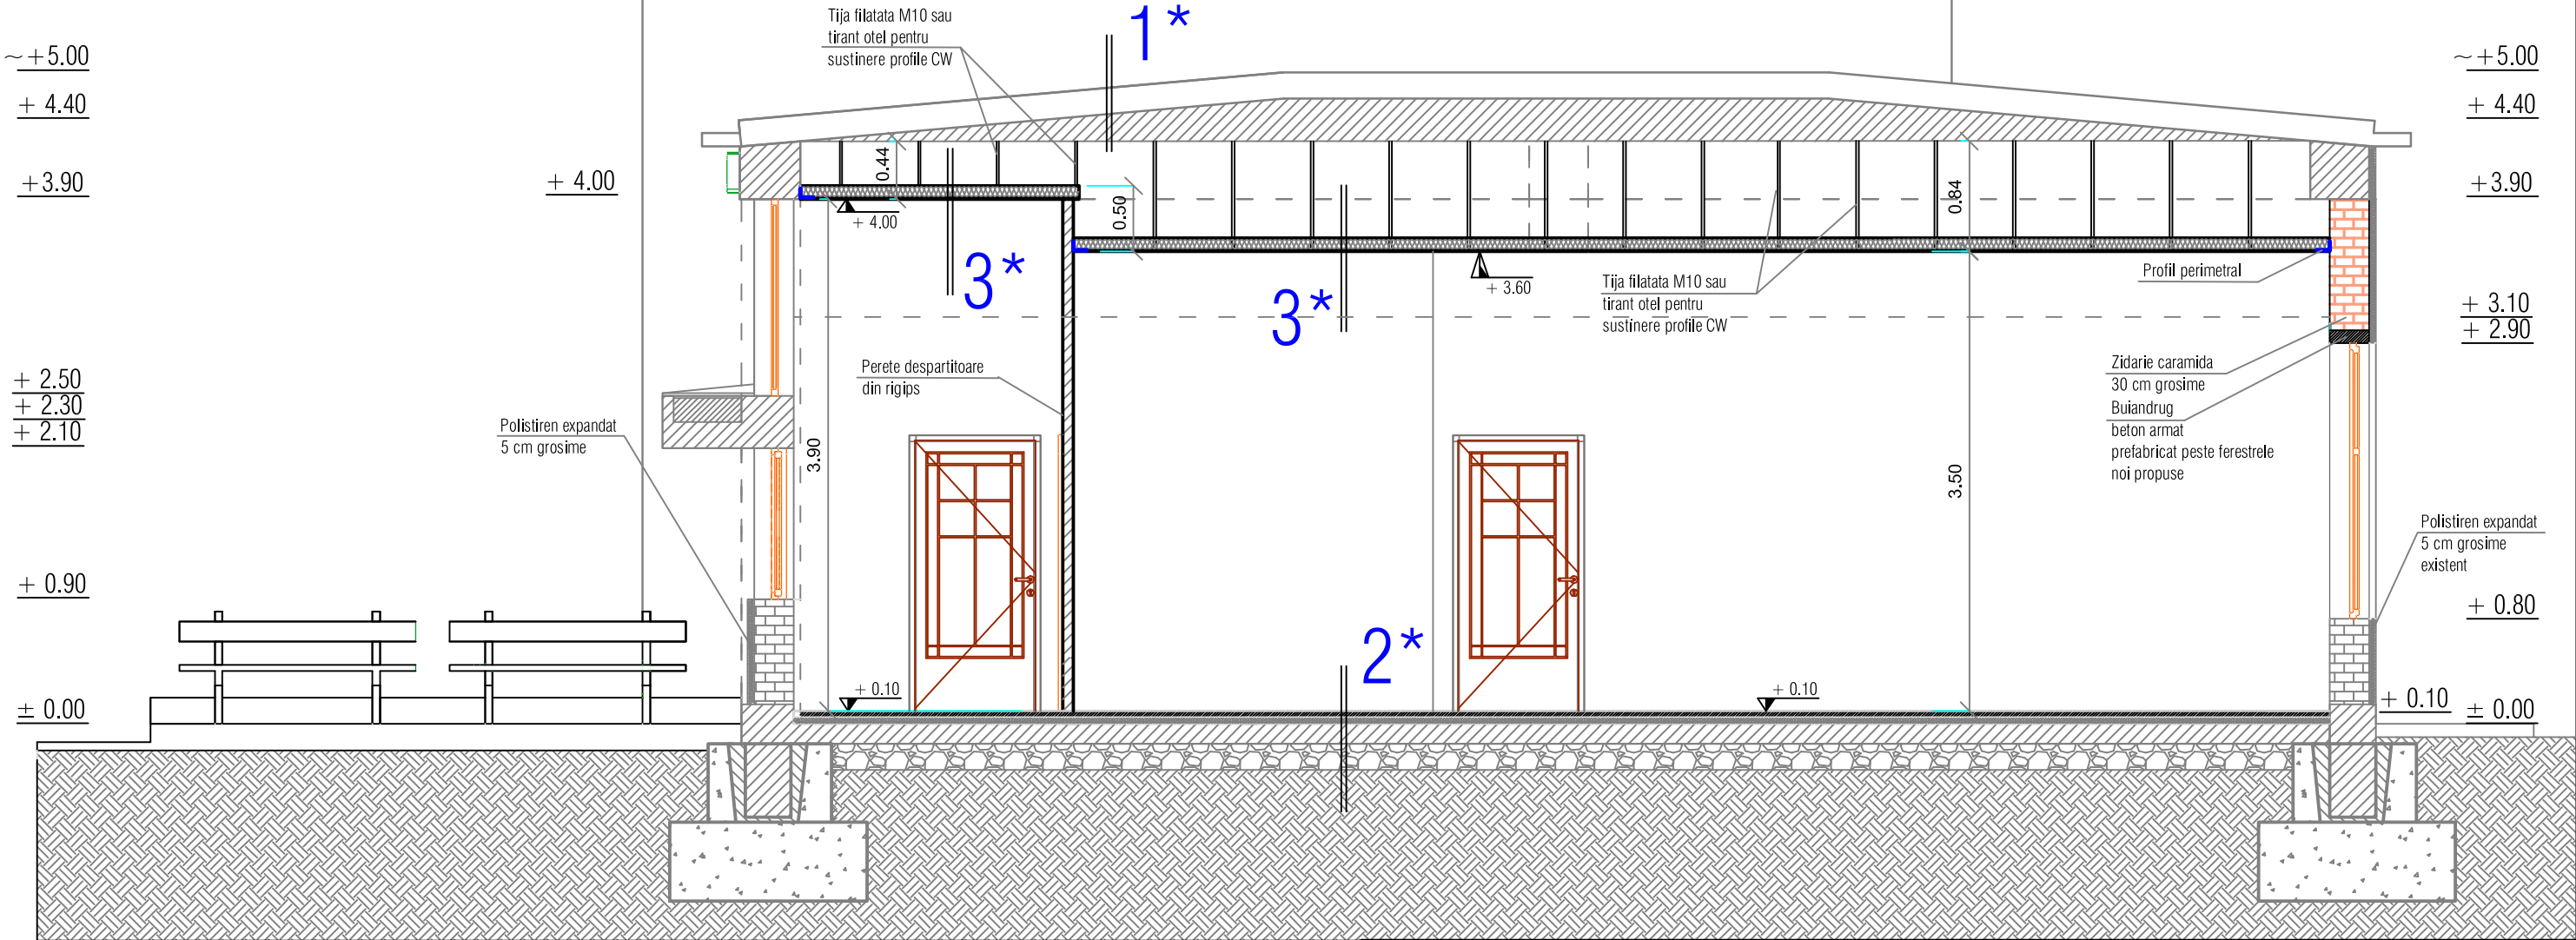 Tija filatata M10 sau
tirant otel pentru
sustinere profile CW
1*
~+5.00
+ 4.40
+3.90
+ 4.00
~+5.00
+ 4.40
+3.90
0.44
0.50
0.84
+ 4.00
3*
3*
+ 3.60
Tija filatata M10 sau
tirant otel pentru
sustinere profile CW
Profil perimetral
+ 3.10
+ 2.90
Zidarie caramida
30 cm grosime
Buiandrug
beton armat
prefabricat peste ferestrele
noi propuse
+ 2.50
+ 2.30
+ 2.10
Perete despartitoare
din rigips
Polistiren expandat
5 cm grosime
3.90
3.50
Polistiren expandat
5 cm grosime
existent
+ 0.90
+ 0.80
2*
+ 0.10
+ 0.10
+ 0.10
± 0.00
± 0.00